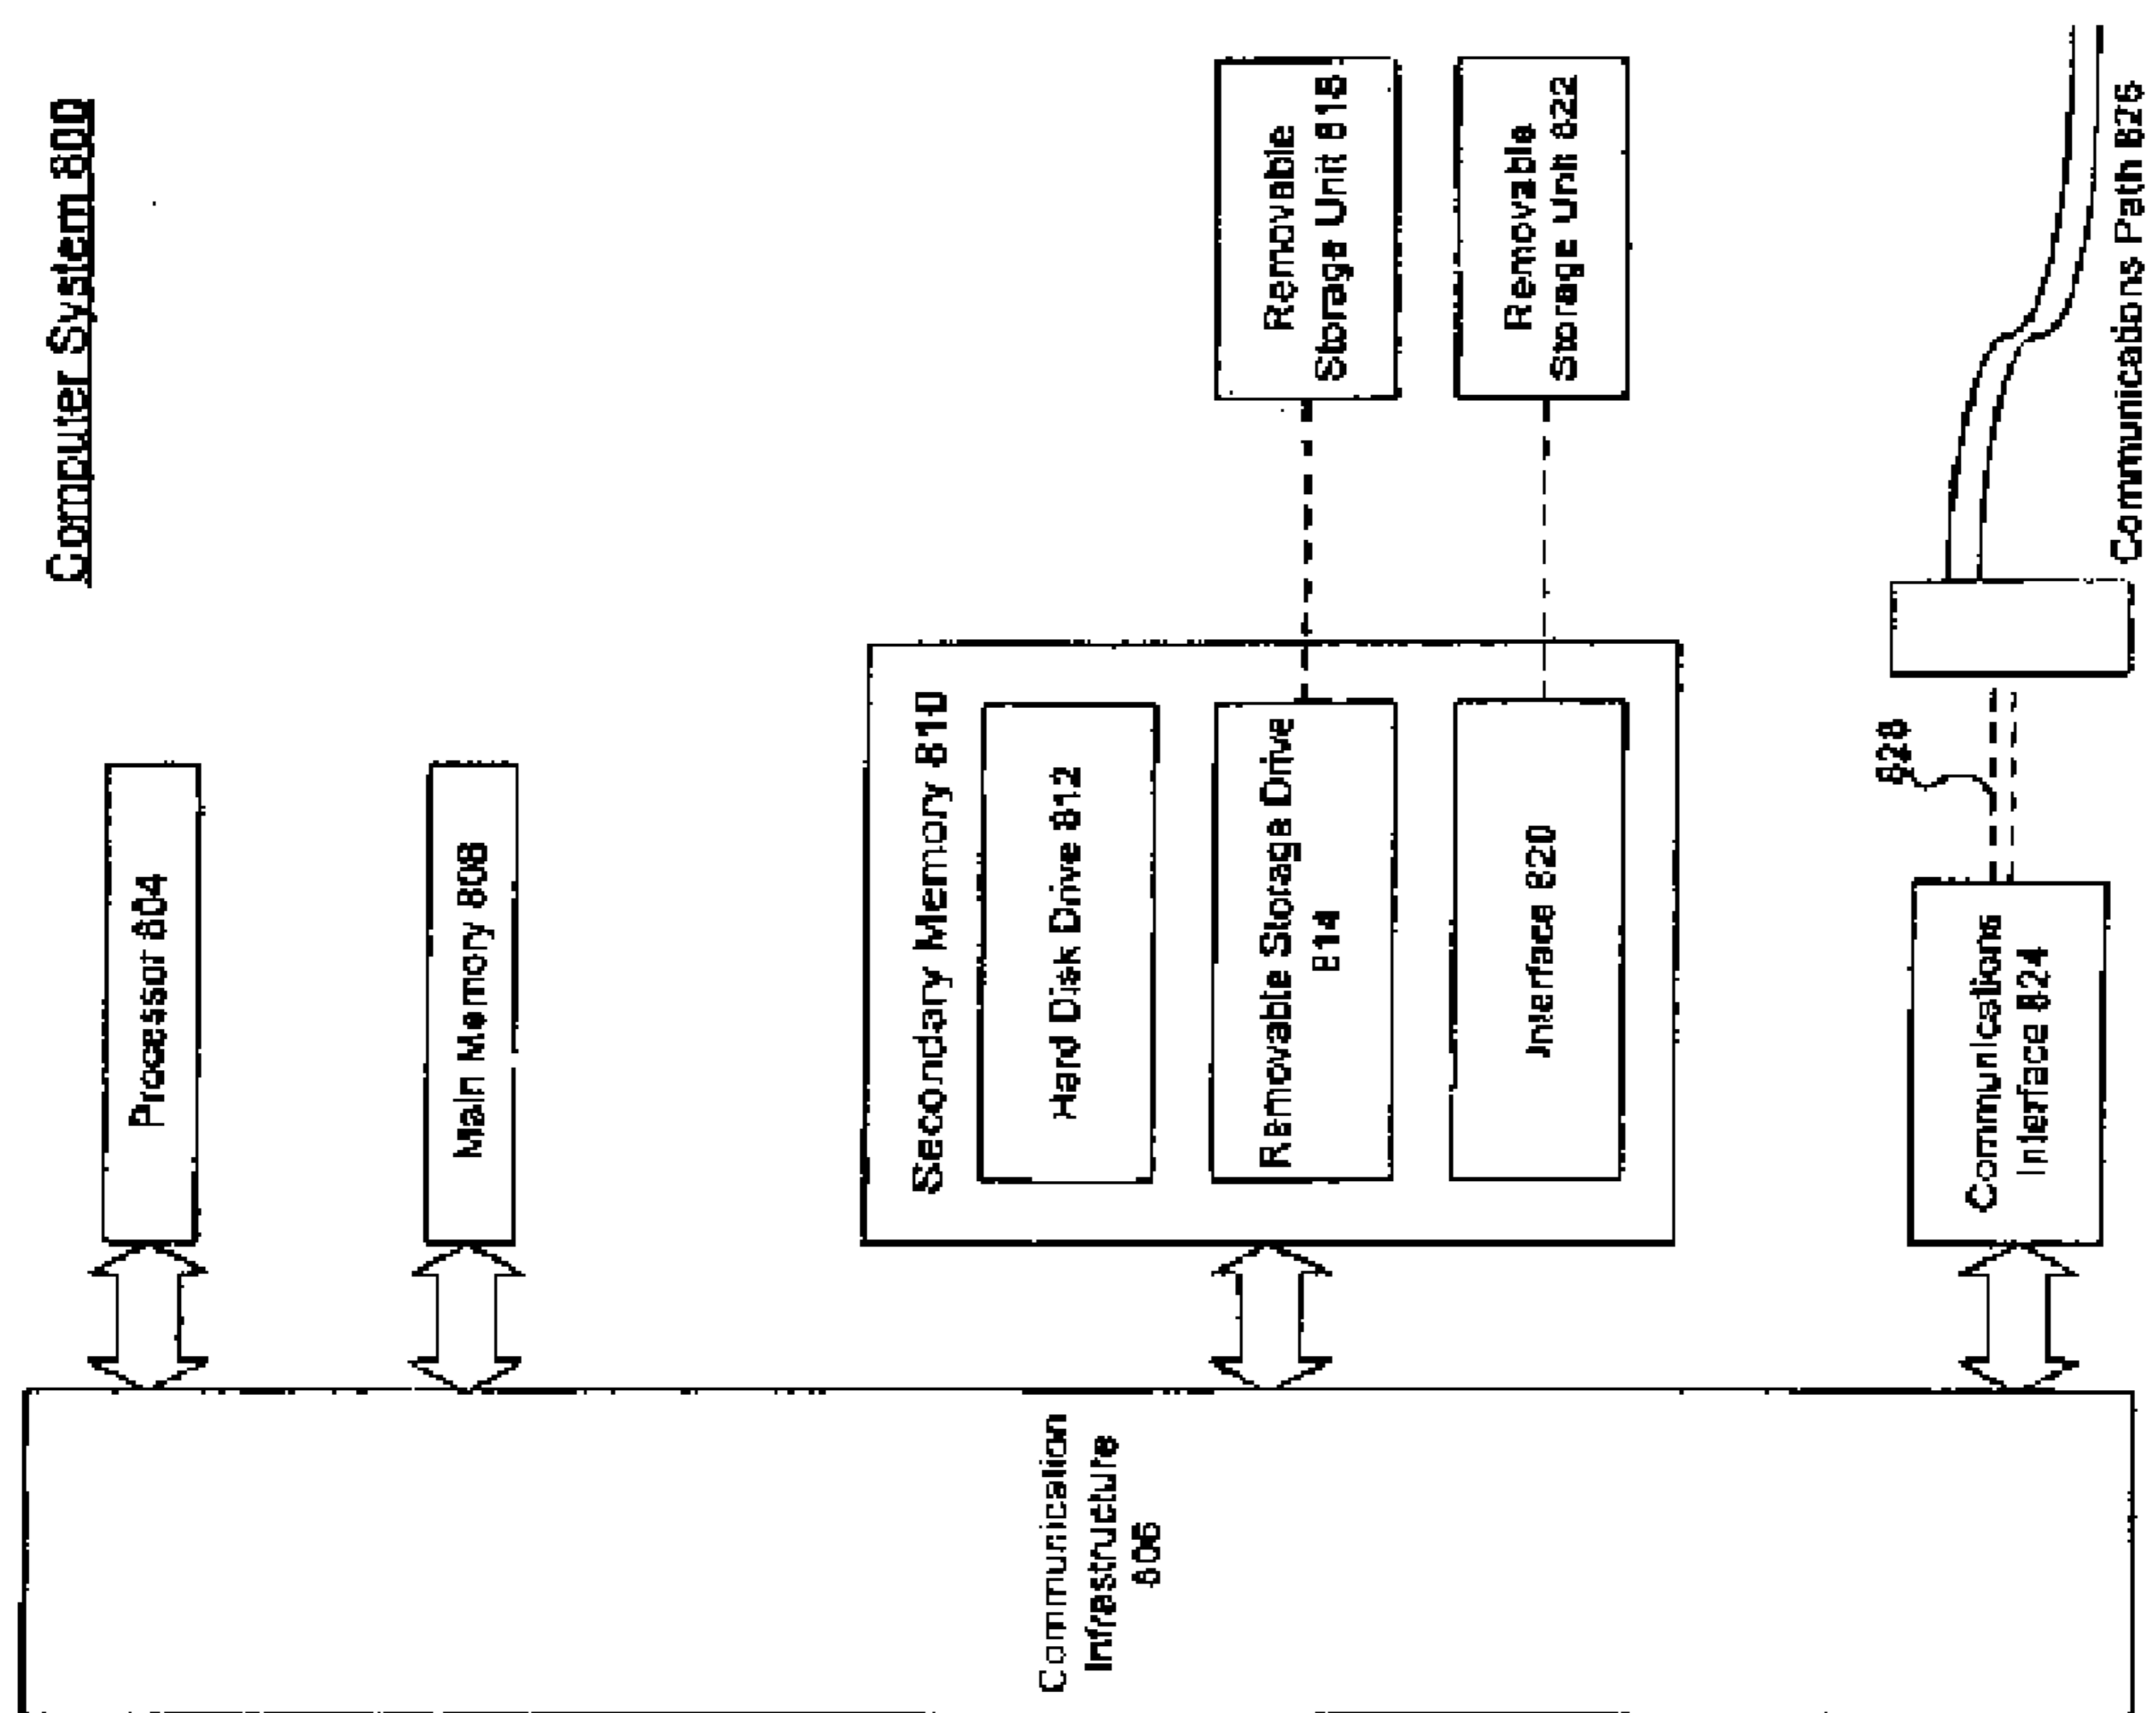 Computer System 800
Processor 804
Main Memory 808
Secondary Memory 810
Hard Disk Drive 812
Removable Storage Drive
814
Interface 820
Removable
Storage Unit 818
Removable
Storage Unit 822
828
Communications
Interface 824
Communications Path 826
Communication
Infrastructure
806